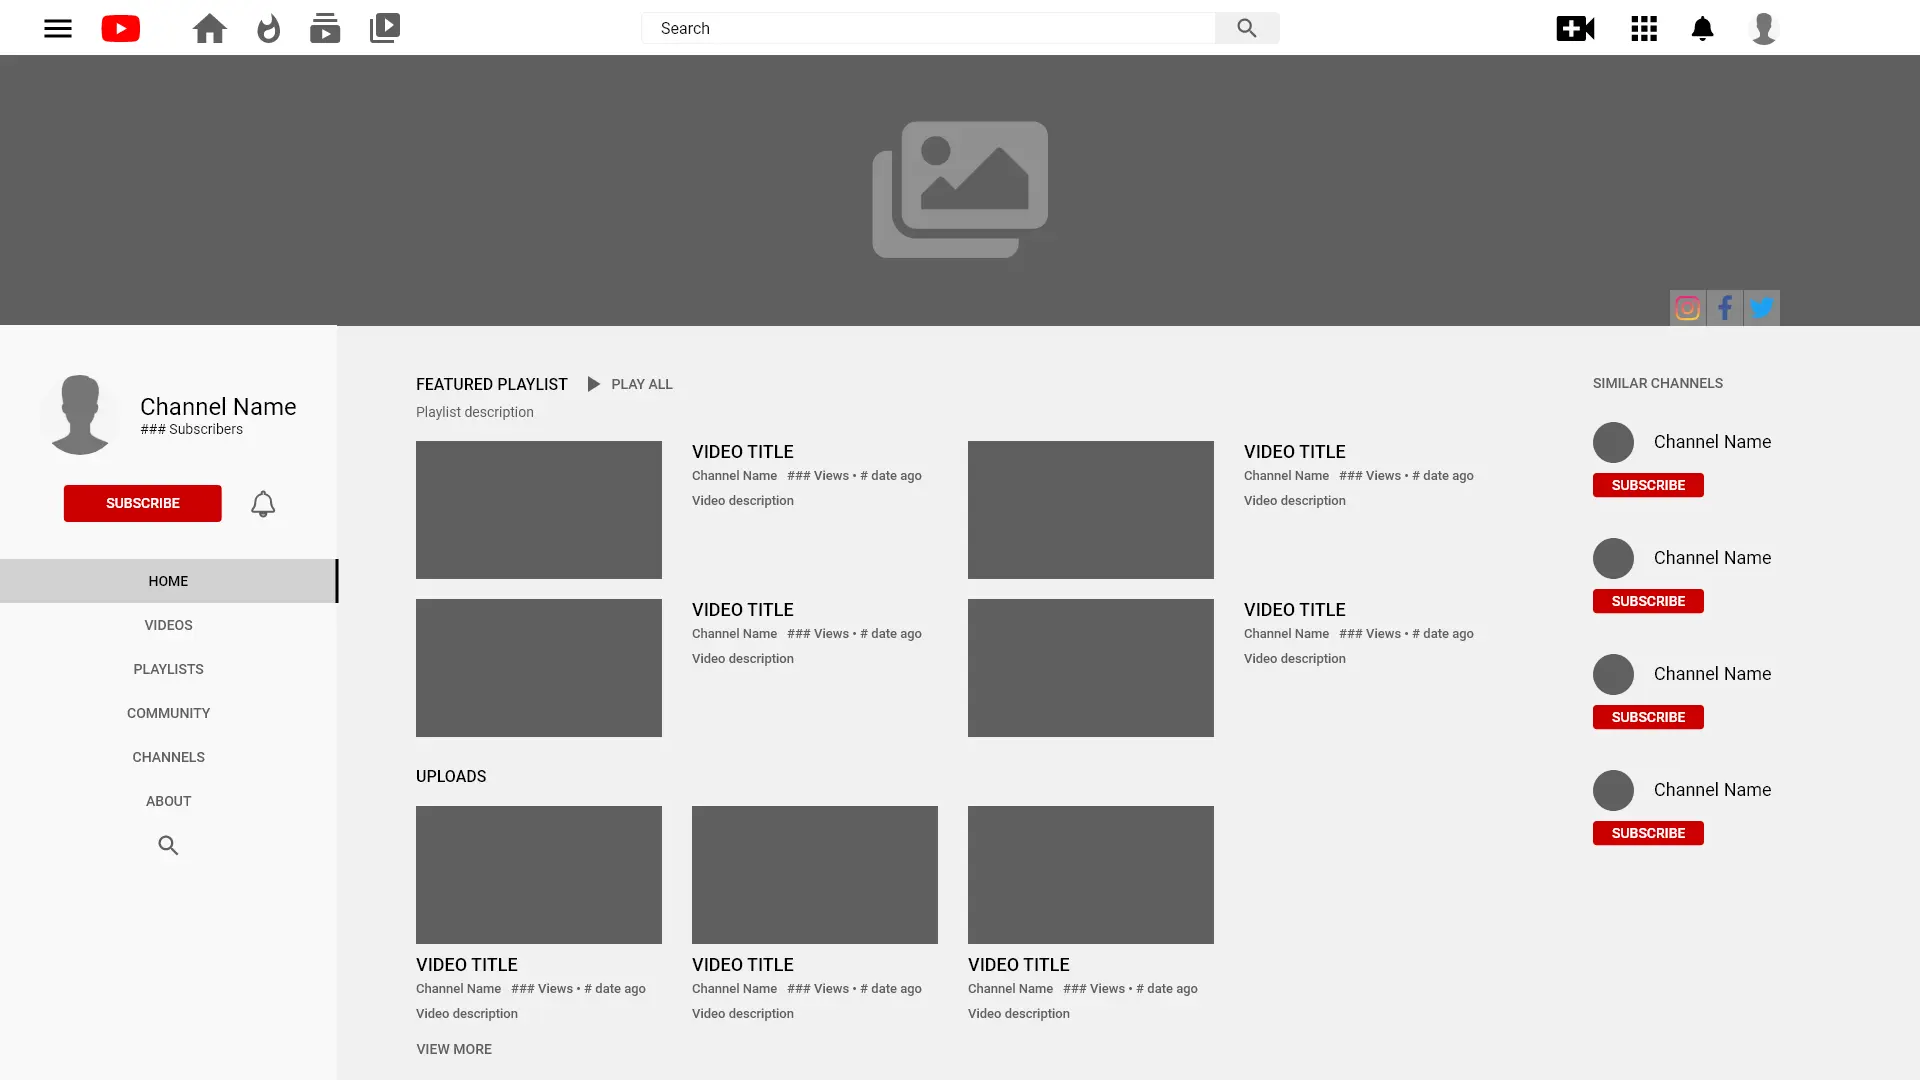 Search
Channel Name
### Subscribers
SUBSCRIBE
HOME
VIDEOS
PLAYLISTS
COMMUNITY
CHANNELS
ABOUT
FEATURED PLAYLIST PLAY ALL
Playlist description
VIDEO TITLE
Channel Name ### Views • # date ago
Video description
VIDEO TITLE
Channel Name ### Views • # date ago
Video description
VIDEO TITLE
Channel Name ### Views • # date ago
Video description
VIDEO TITLE
Channel Name ### Views • # date ago
Video description
UPLOADS
VIDEO TITLE
Channel Name ### Views • # date ago
Video description
VIDEO TITLE
Channel Name ### Views • # date ago
Video description
VIDEO TITLE
Channel Name ### Views • # date ago
Video description
VIEW MORE
SIMILAR CHANNELS
Channel Name
SUBSCRIBE
Channel Name
SUBSCRIBE
Channel Name
SUBSCRIBE
Channel Name
SUBSCRIBE